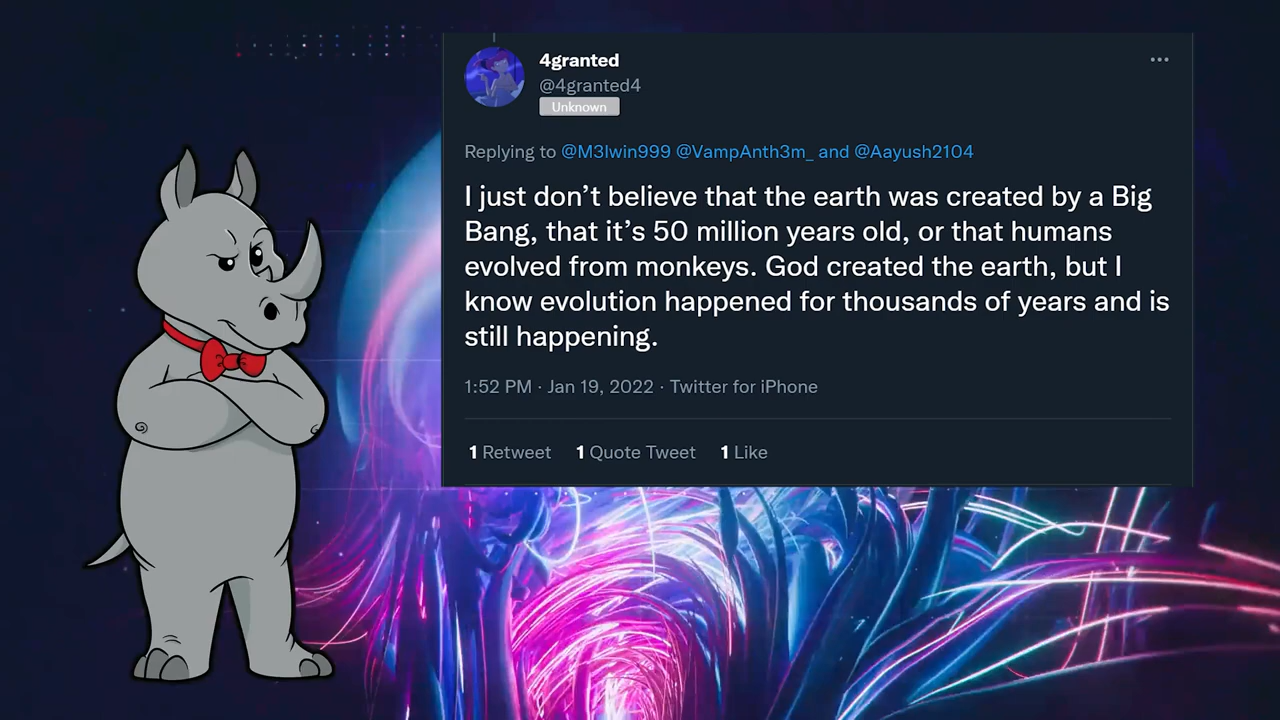 4granted
@4granted4
Unknown
Replying to @M3lwin999 @VampAnth3m_ and @Aayush2104
I just don’t believe that the earth was created by a Big
Bang, that it’s 50 million years old, or that humans
evolved from monkeys. God created the earth, but I
know evolution happened for thousands of years and is
still happening.
1:52 PM · Jan 19, 2022 · Twitter for iPhone
1 Retweet 1 Quote Tweet 1 Like